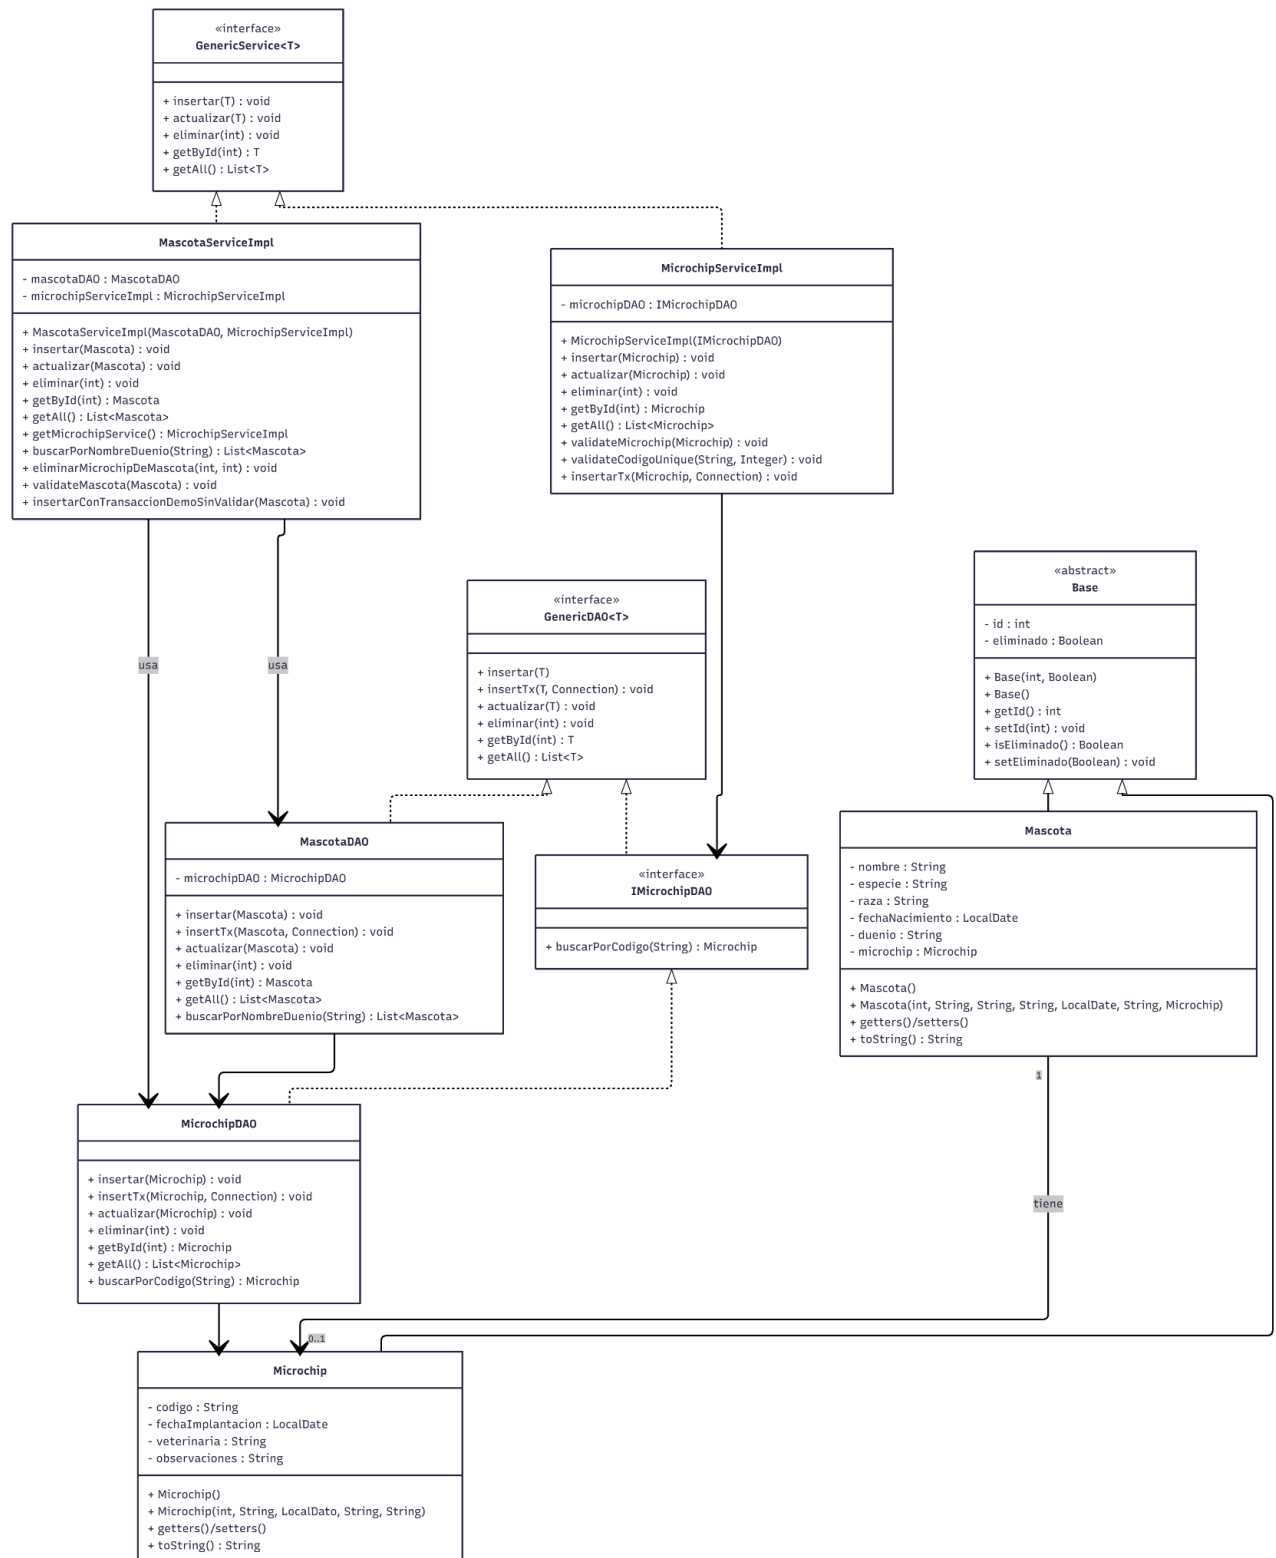 «interface»
GenericService<T>
+ insertar(T) : void
+ actualizar(T) : void
+ eliminar(int) : void
+ getById(int) : T
+ getAll() : List<T>
MascotaServiceImpl
- mascotaDAO : MascotaDAO
- microchipServiceImpl : MicrochipServiceImpl
+ MascotaServiceImpl(MascotaDAO, MicrochipServiceImpl)
+ insertar(Mascota) : void
+ actualizar(Mascota) : void
+ eliminar(int) : void
+ getById(int) : Mascota
+ getAll() : List<Mascota>
+ getMicrochipService() : MicrochipServiceImpl
+ buscarPorNombreDuenio(String) : List<Mascota>
+ eliminarMicrochipDeMascota(int, int) : void
+ validateMascota(Mascota) : void
+ insertarConTransaccionDemoSinValidar(Mascota) : void
MicrochipServiceImpl
- microchipDAO : IMicrochipDAO
+ MicrochipServiceImpl(IMicrochipDAO)
+ insertar(Microchip) : void
+ actualizar(Microchip) : void
+ eliminar(int) : void
+ getById(int) : Microchip
+ getAll() : List<Microchip>
+ validateMicrochip(Microchip) : void
+ validateCodigoUnique(String, Integer) : void
+ insertarTx(Microchip, Connection) : void
«abstract»
Base
- id : int
- eliminado : Boolean
+ Base(int, Boolean)
+ Base()
+ getId() : int
+ setId(int) : void
+ isEliminado() : Boolean
+ setEliminado(Boolean) : void
«interface»
GenericDAO<T>
+ insertar(T)
+ insertTx(T, Connection) : void
+ actualizar(T) : void
+ eliminar(int) : void
+ getById(int) : T
+ getAll() : List<T>
usa
usa
MascotaDAO
- microchipDAO : MicrochipDAO
+ insertar(Mascota) : void
+ insertTx(Mascota, Connection) : void
+ actualizar(Mascota) : void
+ eliminar(int) : void
+ getById(int) : Mascota
+ getAll() : List<Mascota>
+ buscarPorNombreDuenio(String) : List<Mascota>
«interface»
IMicrochipDAO
+ buscarPorCodigo(String) : Microchip
Mascota
- nombre : String
- especie : String
- raza : String
- fechaNacimiento : LocalDate
- duenio : String
- microchip : Microchip
+ Mascota()
+ Mascota(int, String, String, String, LocalDate, String, Microchip)
+ getters()/setters()
+ toString() : String
1
MicrochipDAO
+ insertar(Microchip) : void
+ insertTx(Microchip, Connection) : void
+ actualizar(Microchip) : void
+ eliminar(int) : void
+ getById(int) : Microchip
+ getAll() : List<Microchip>
+ buscarPorCodigo(String) : Microchip
tiene
0..1
Microchip
- codigo : String
- fechaImplantacion : LocalDate
- veterinaria : String
- observaciones : String
+ Microchip()
+ Microchip(int, String, LocalDato, String, String)
+ getters()/setters()
+ toString() : String